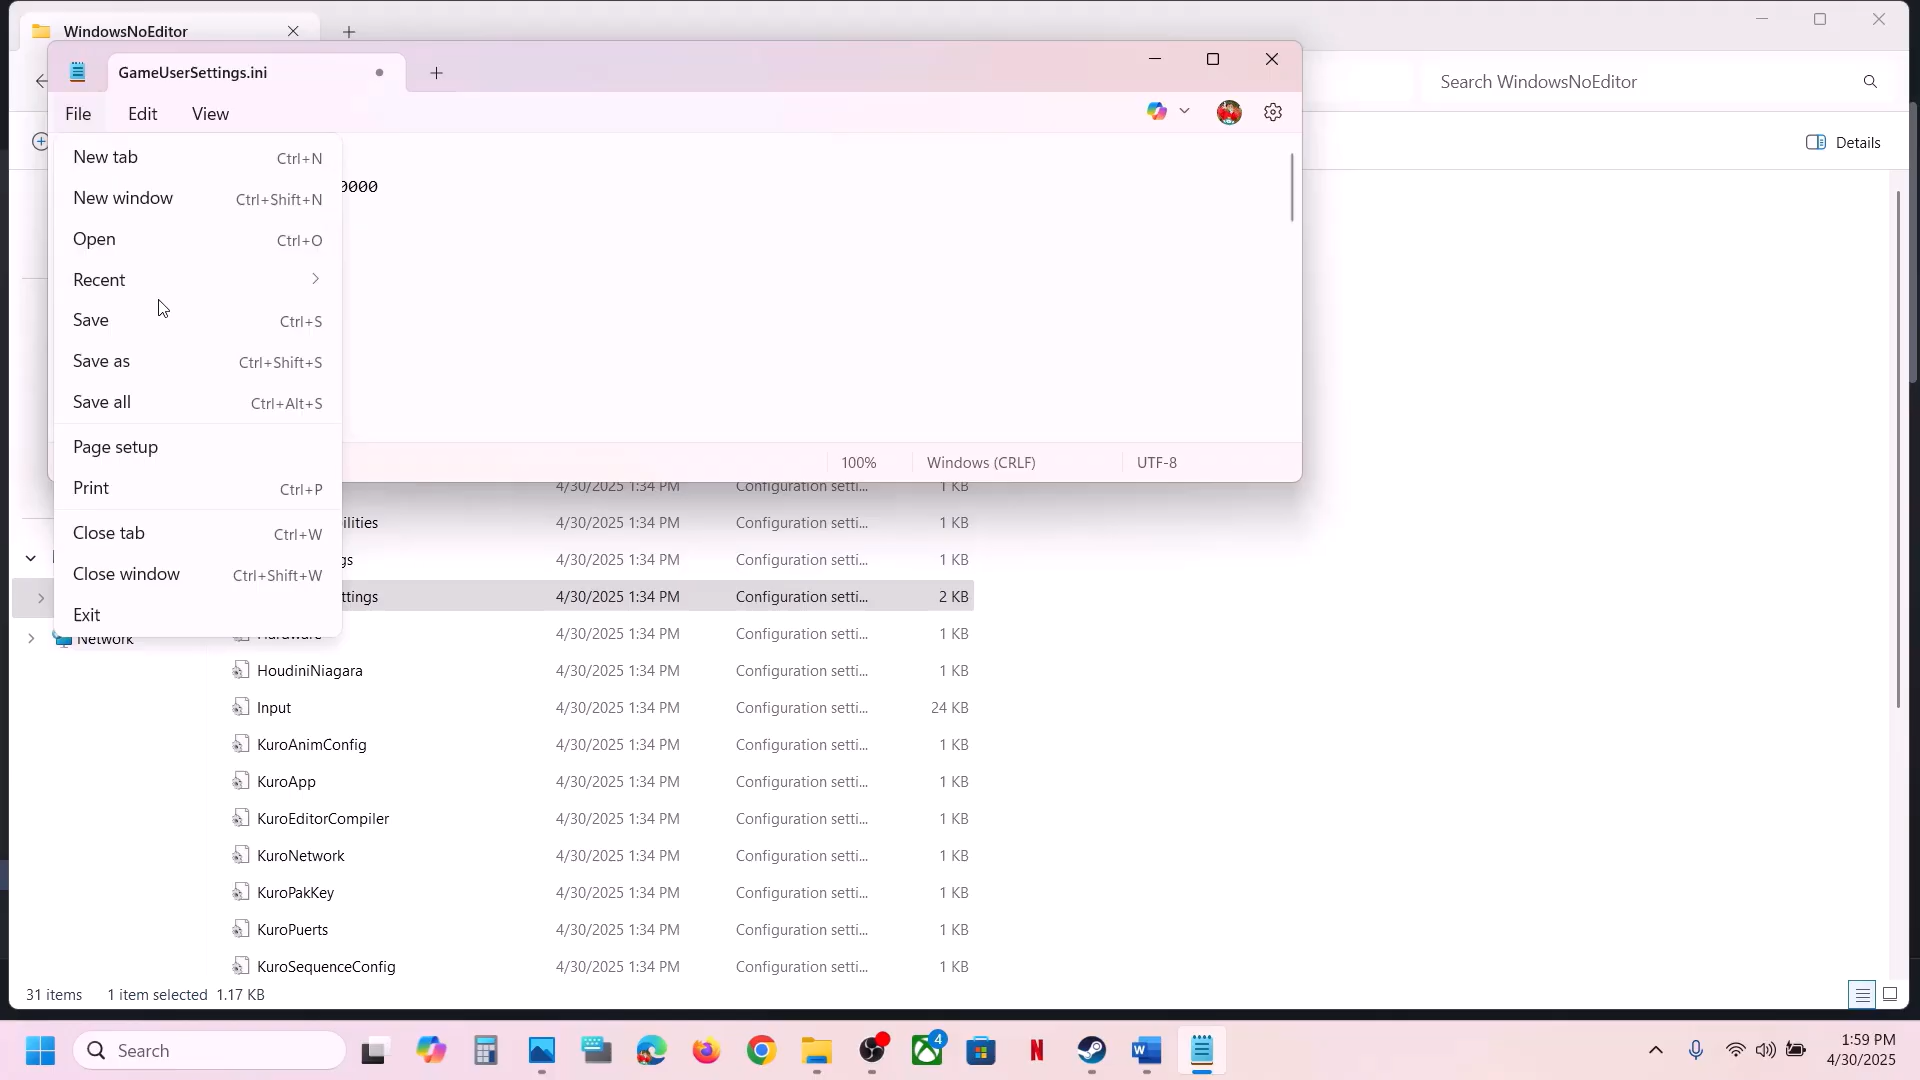 WindowsNoEditor
Search WindowsNoEditor
GameUserSettings.ini
File Edit View
Details
New tab Ctrl+N
New window Ctrl+Shift+N
Open Ctrl+O
Recent
Save Ctrl+S
Save as Ctrl+Shift+S
Save all Ctrl+Alt+S
Page setup
Print Ctrl+P
Close tab Ctrl+W
Close window Ctrl+Shift+W
Exit
0000
100% Windows (CRLF) UTF-8
4/30/2025 1:34 PM Configuration setti... 1 KB
ilities 4/30/2025 1:34 PM Configuration setti... 1 KB
gs 4/30/2025 1:34 PM Configuration setti... 1 KB
ttings 4/30/2025 1:34 PM Configuration setti... 2 KB
Network
Hardware 4/30/2025 1:34 PM Configuration setti... 1 KB
HoudiniNiagara 4/30/2025 1:34 PM Configuration setti... 1 KB
Input 4/30/2025 1:34 PM Configuration setti... 24 KB
KuroAnimConfig 4/30/2025 1:34 PM Configuration setti... 1 KB
KuroApp 4/30/2025 1:34 PM Configuration setti... 1 KB
KuroEditorCompiler 4/30/2025 1:34 PM Configuration setti... 1 KB
KuroNetwork 4/30/2025 1:34 PM Configuration setti... 1 KB
KuroPakKey 4/30/2025 1:34 PM Configuration setti... 1 KB
KuroPuerts 4/30/2025 1:34 PM Configuration setti... 1 KB
KuroSequenceConfig 4/30/2025 1:34 PM Configuration setti... 1 KB
31 items 1 item selected 1.17 KB
Search
4
1:59 PM
4/30/2025